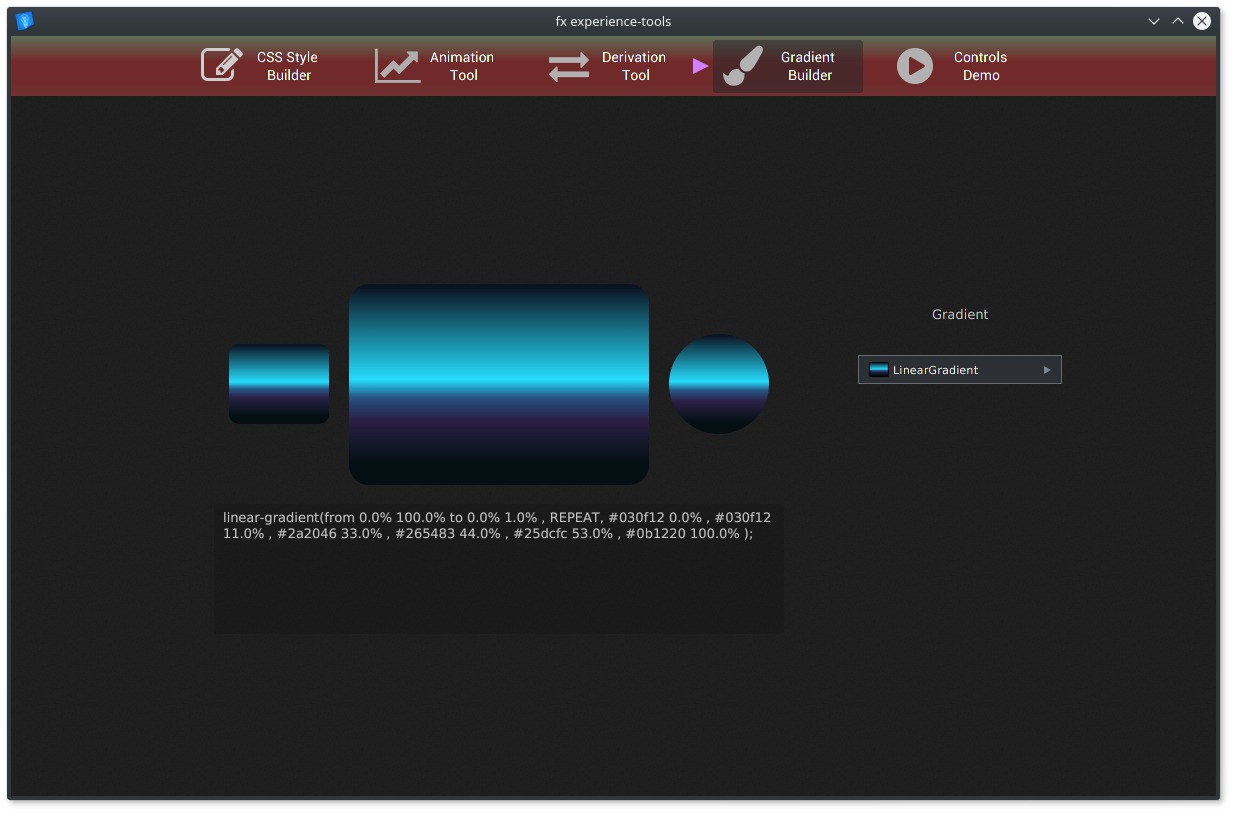 fx experience-tools
CSS Style
Builder
Animation
Tool
Derivation
Tool
Gradient
Builder
Controls
Demo
Gradient
LinearGradient
linear-gradient(from 0.0% 100.0% to 0.0% 1.0% , REPEAT, #030f12 0.0% , #030f12
11.0% , #2a2046 33.0% , #265483 44.0% , #25dcfc 53.0% , #0b1220 100.0% );